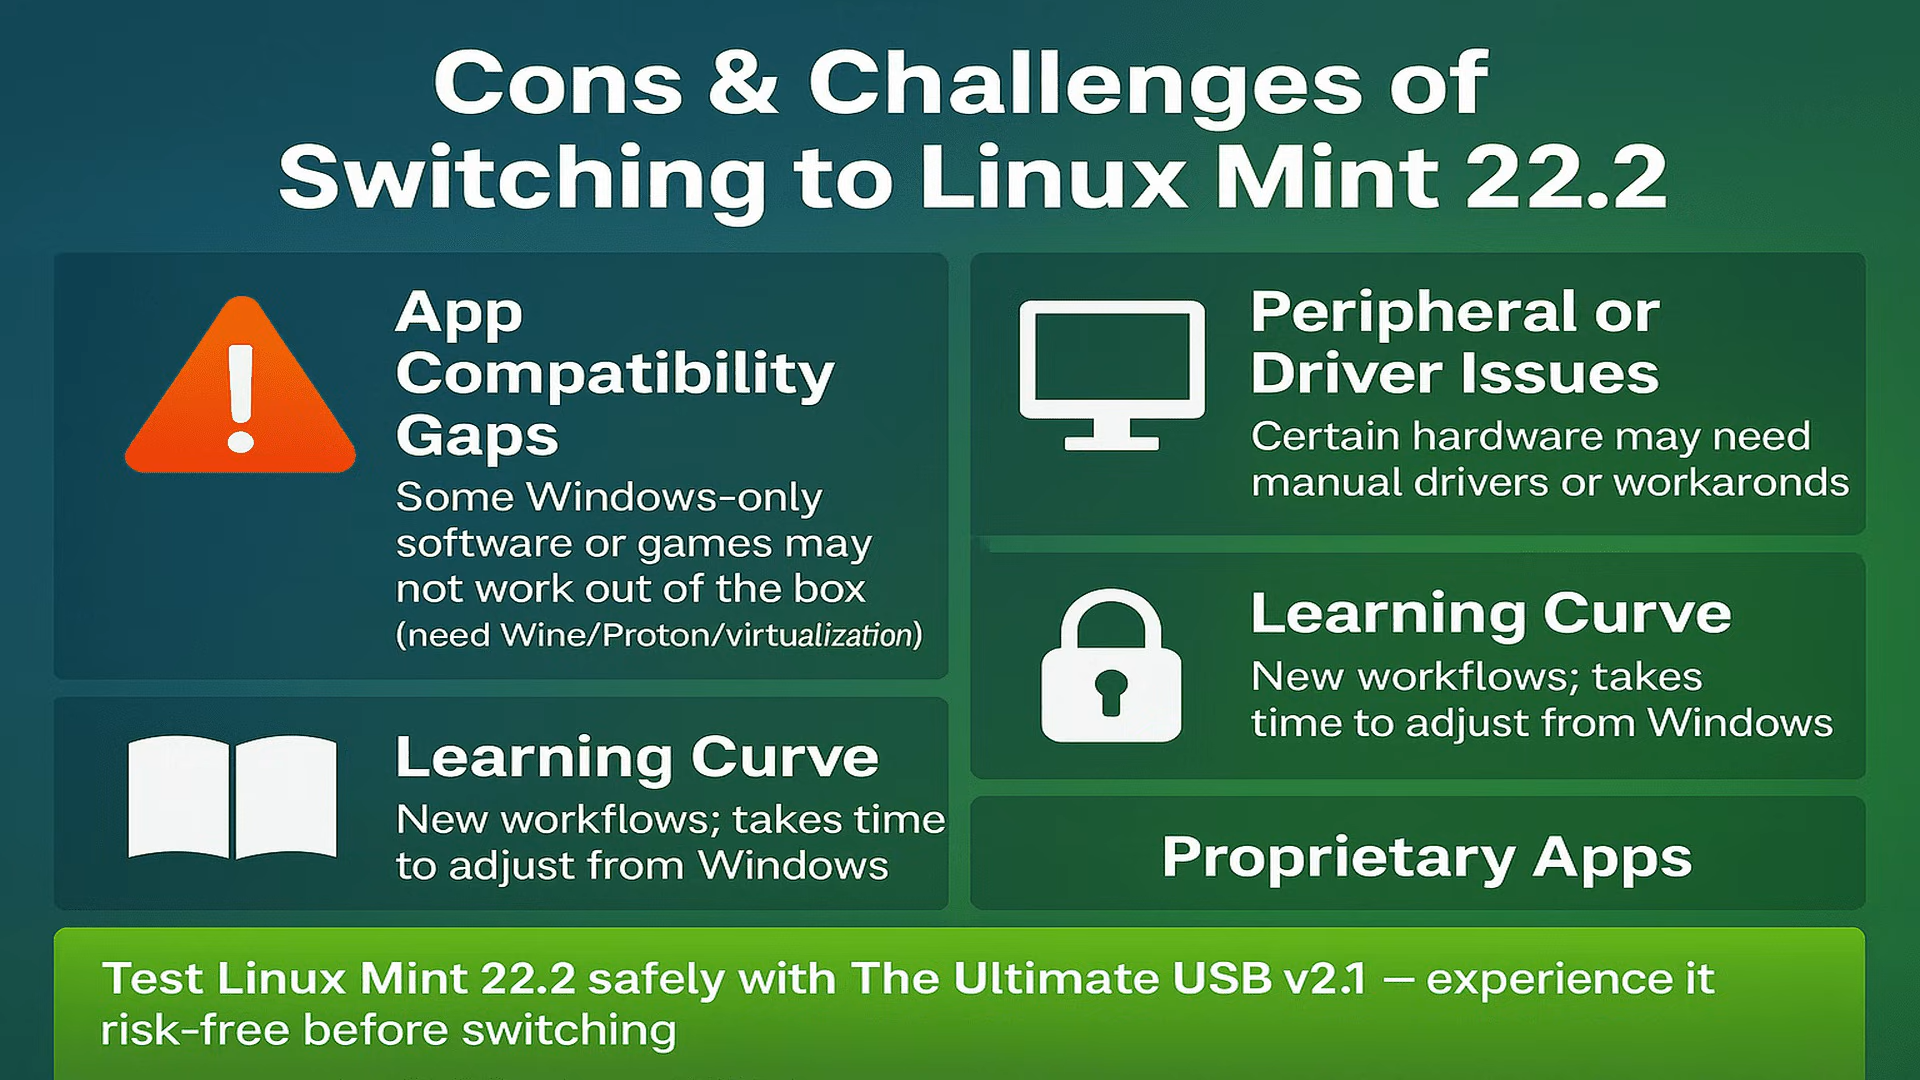 Cons & Challenges of
Switching to Linux Mint 22.2
App
Compatibility
Gaps
Some Windows-only
software or games may
not work out of the box
(need Wine/Proton/virtualization)
Learning Curve
New workflows; takes time
to adjust from Windows
Peripheral or
Driver Issues
Certain hardware may need
manual drivers or workaronds
Learning Curve
New workflows; takes
time to adjust from Windows
Proprietary Apps
Test Linux Mint 22.2 safely with The Ultimate USB v2.1 – experience it
risk-free before switching